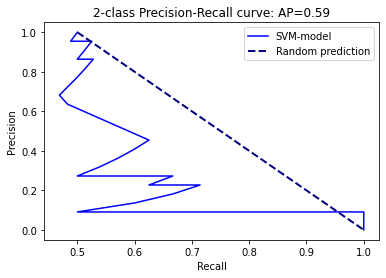 2-class Precision-Recall curve: AP=0.59
SVM-model
Random prediction
Precision
1.0
0.8
0.6
0.4
0.2
0.0
0.5
0.6
0.7
0.8
0.9
1.0
Recall